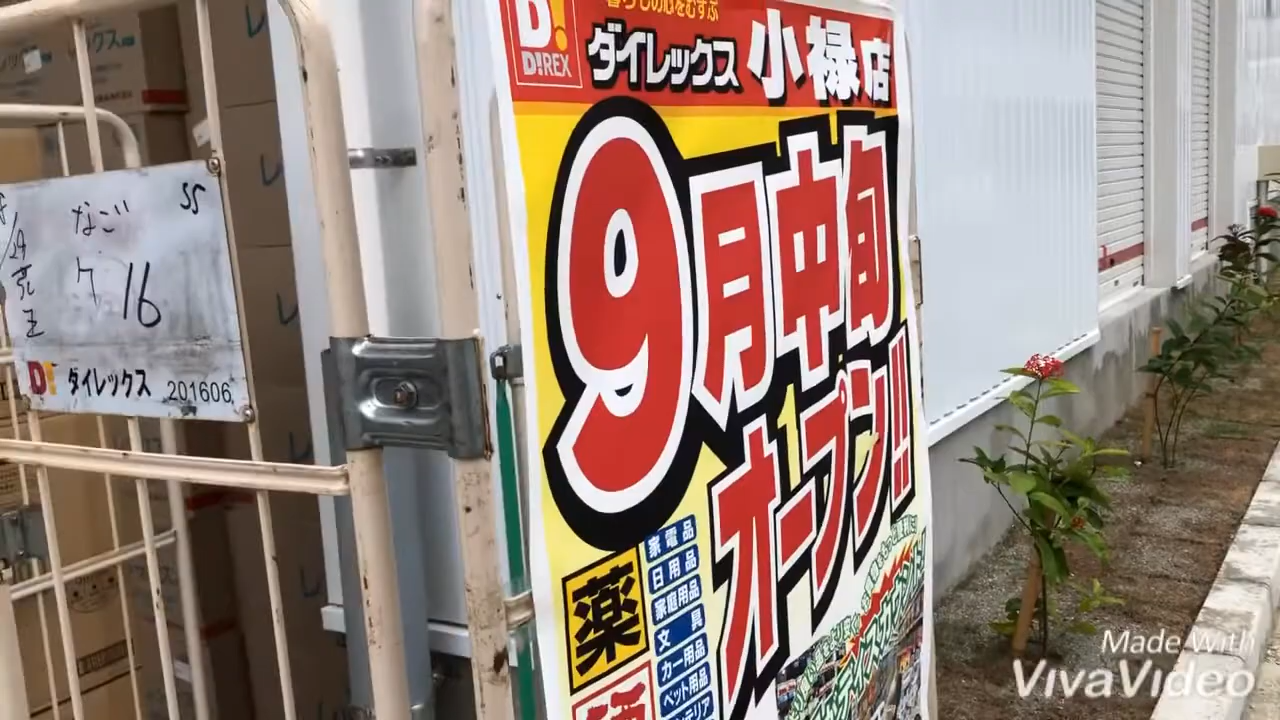 暮らしの心をむすぶ
D!REX
ダイレックス 小禄店
9月中旬
オープン!!
薬
家電品
日用品
家庭用品
文具
カー用品
ペット用品
なご
SS
ケ 16
D! ダイレックス 201606
Made With
VivaVideo